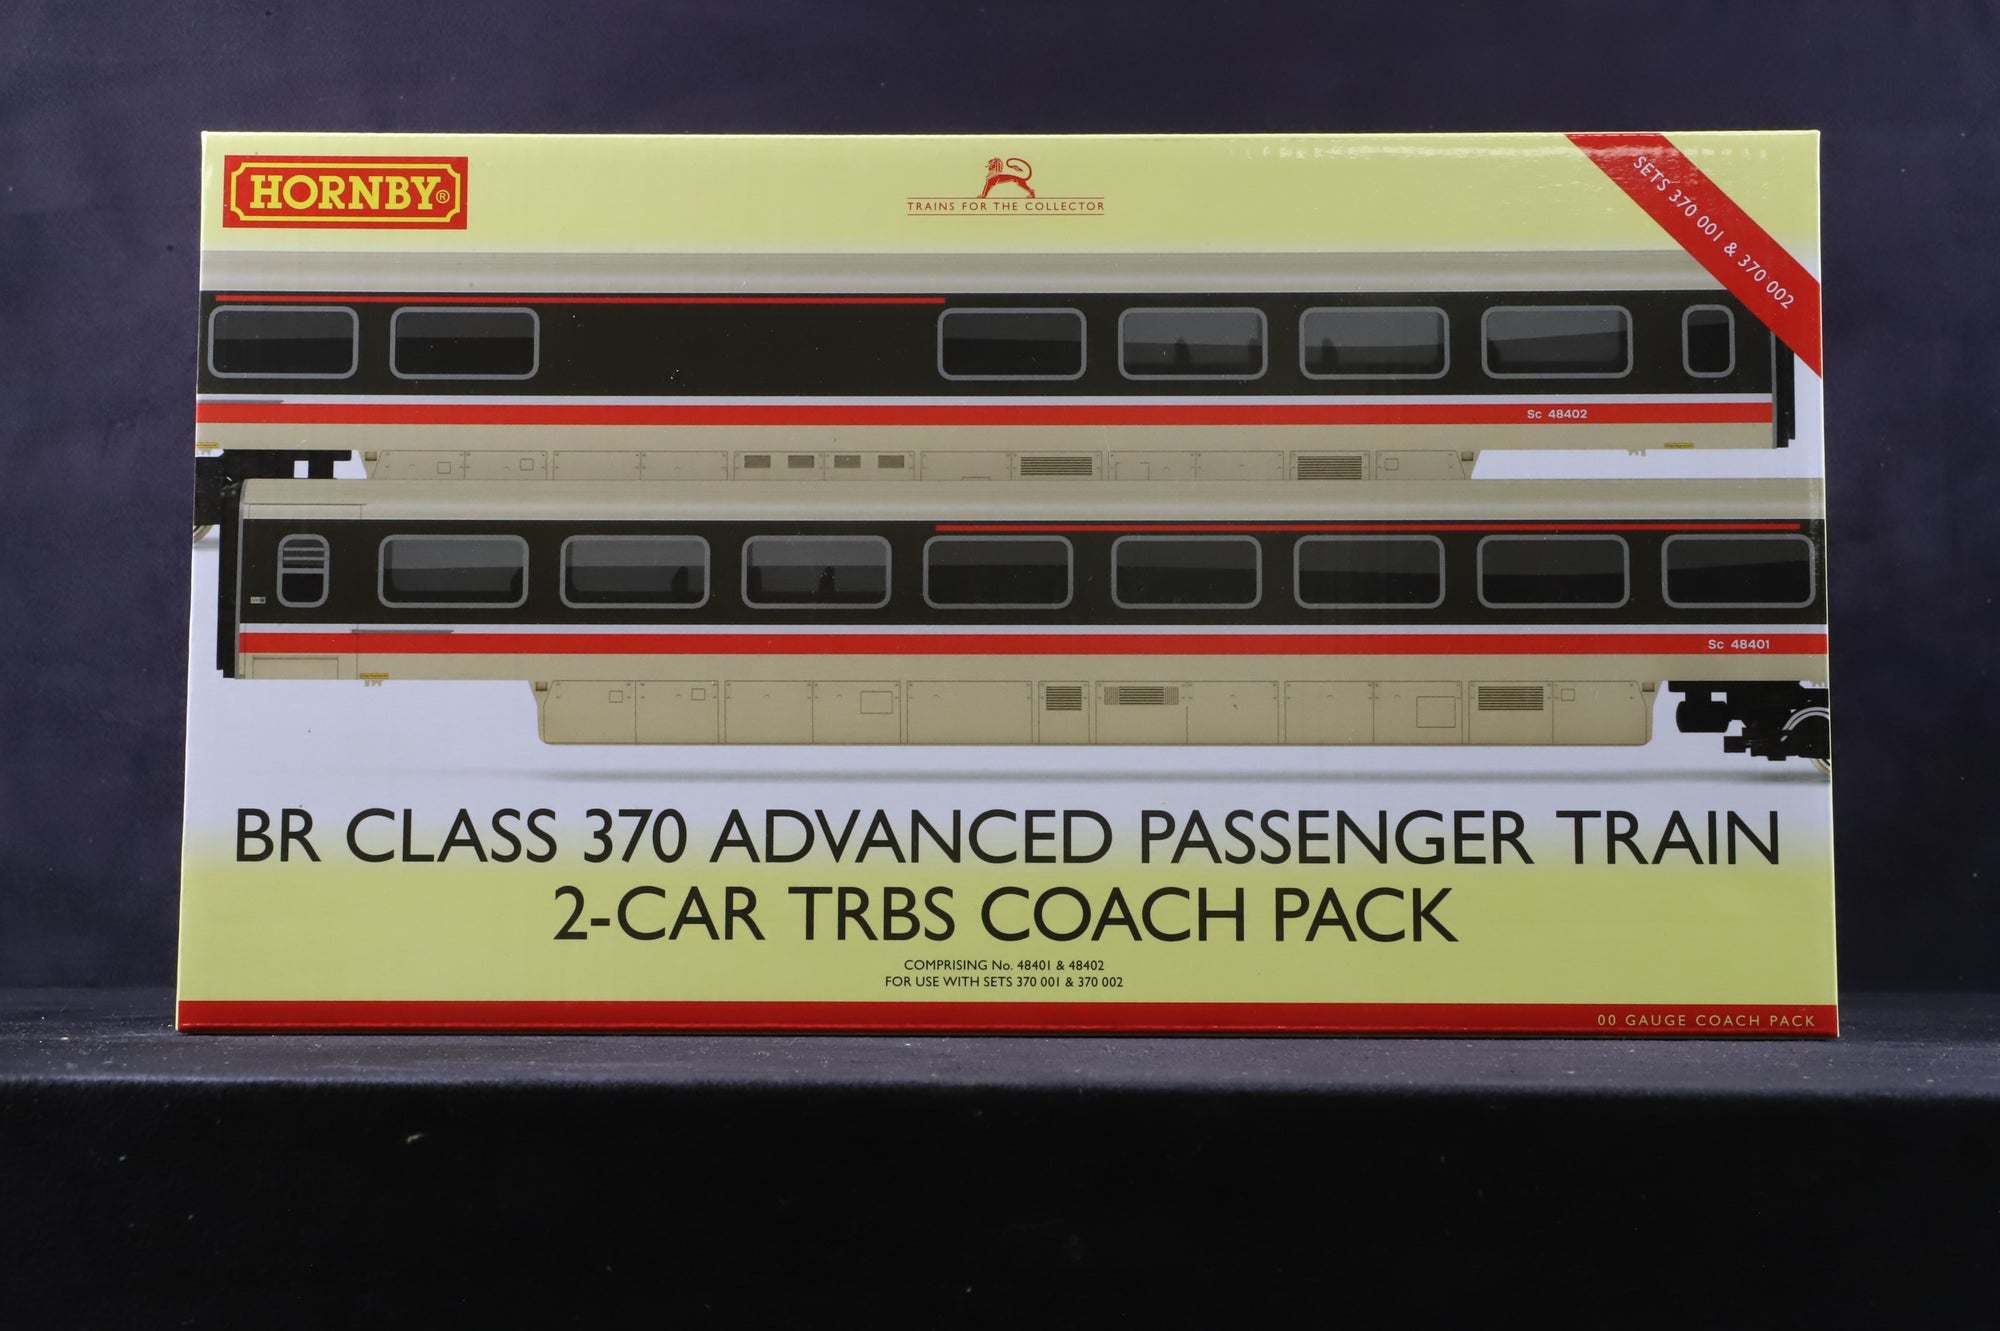 HORNBY®
TRAINS FOR THE COLLECTOR
SETS 370 001 & 370 002
Sc 48402
Sc 48401
BR CLASS 370 ADVANCED PASSENGER TRAIN
2-CAR TRBS COACH PACK
COMPRISING No. 48401 & 48402
FOR USE WITH SETS 370 001 & 370 002
00 GAUGE COACH PACK